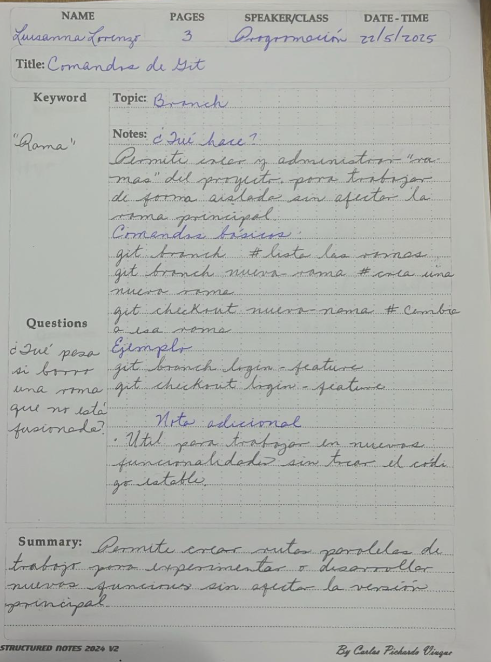 NAME PAGES SPEAKER/CLASS DATE - TIME
Luisanna Lorenzo 3 Programación 22/5/2025
Title: Comandos de Git
Keyword
"Rama"
Topic: Branch
Notes: ¿Qué hace?
Permite crear y administrar "ra-
mas" del proyecto para trabajar
de forma aislada sin afectar la
rama principal
Comandos básicos:
git branch #lista las ramas
git branch nueva-rama #crea una
nueva rama
git checkout nueva-rama # Cambia
a esa rama
Ejemplo
git branch login-feature
git checkout login-feature
Nota adicional
· Util para trabajar en nuevas
funcionalidades sin tocar el códi
go estable.
Questions
¿Qué pasa
si borro
una rama
que no está
fusionada?
Summary: Permite crear rutas paralelas de
trabajo para experimentar o desarrollar
nuevas funciones sin afectar la versión
principal.
STRUCTURED NOTES 2024 V2 By Carlos Pichardo Vinque